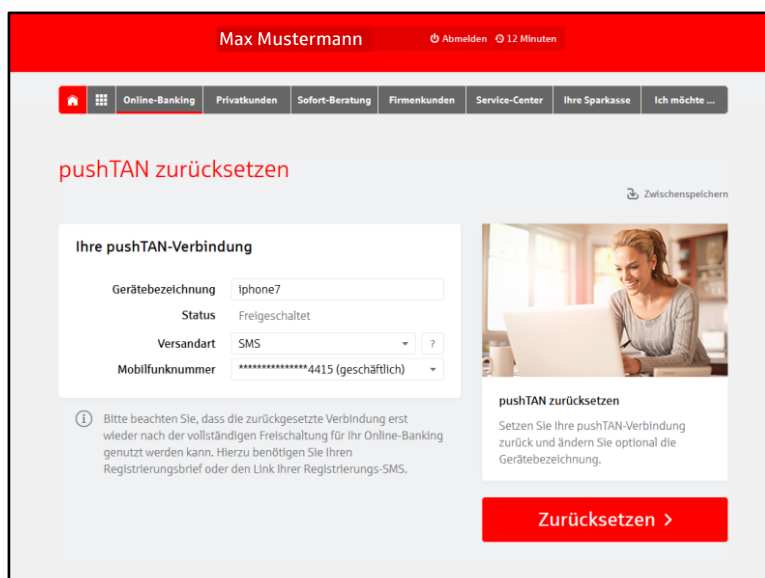 Max Mustermann
Abmelden 12 Minuten
Online-Banking Privatkunden Sofort-Beratung Firmenkunden Service-Center Ihre Sparkasse Ich möchte ...
pushTAN zurücksetzen
Zwischenspeichern
Ihre pushTAN-Verbindung
Gerätebezeichnung iphone7
Status Freigeschaltet
Versandart SMS ?
Mobilfunknummer ***************4415 (geschäftlich)
Bitte beachten Sie, dass die zurückgesetzte Verbindung erst
wieder nach der vollständigen Freischaltung für ihr Online-Banking
genutzt werden kann. Hierzu benötigen Sie Ihren
Registrierungsbrief oder den Link Ihrer Registrierungs-SMS.
pushTAN zurücksetzen
Setzen Sie Ihre pushTAN-Verbindung
zurück und ändern Sie optional die
Gerätebezeichnung.
Zurücksetzen